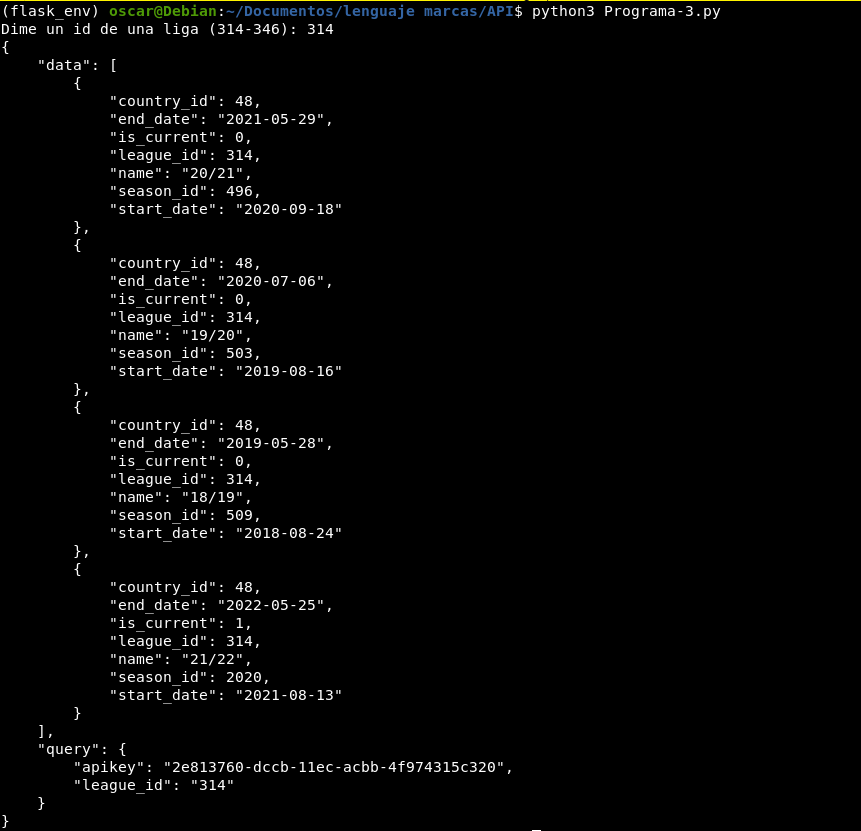 (flask_env) oscar@Debian:~/Documentos/lenguaje marcas/API$ python3 Programa-3.py
Dime un id de una liga (314-346): 314
{
    "data": [
        {
            "country_id": 48,
            "end_date": "2021-05-29",
            "is_current": 0,
            "league_id": 314,
            "name": "20/21",
            "season_id": 496,
            "start_date": "2020-09-18"
        },
        {
            "country_id": 48,
            "end_date": "2020-07-06",
            "is_current": 0,
            "league_id": 314,
            "name": "19/20",
            "season_id": 503,
            "start_date": "2019-08-16"
        },
        {
            "country_id": 48,
            "end_date": "2019-05-28",
            "is_current": 0,
            "league_id": 314,
            "name": "18/19",
            "season_id": 509,
            "start_date": "2018-08-24"
        },
        {
            "country_id": 48,
            "end_date": "2022-05-25",
            "is_current": 1,
            "league_id": 314,
            "name": "21/22",
            "season_id": 2020,
            "start_date": "2021-08-13"
        }
    ],
    "query": {
        "apikey": "2e813760-dccb-11ec-acbb-4f974315c320",
        "league_id": "314"
    }
}